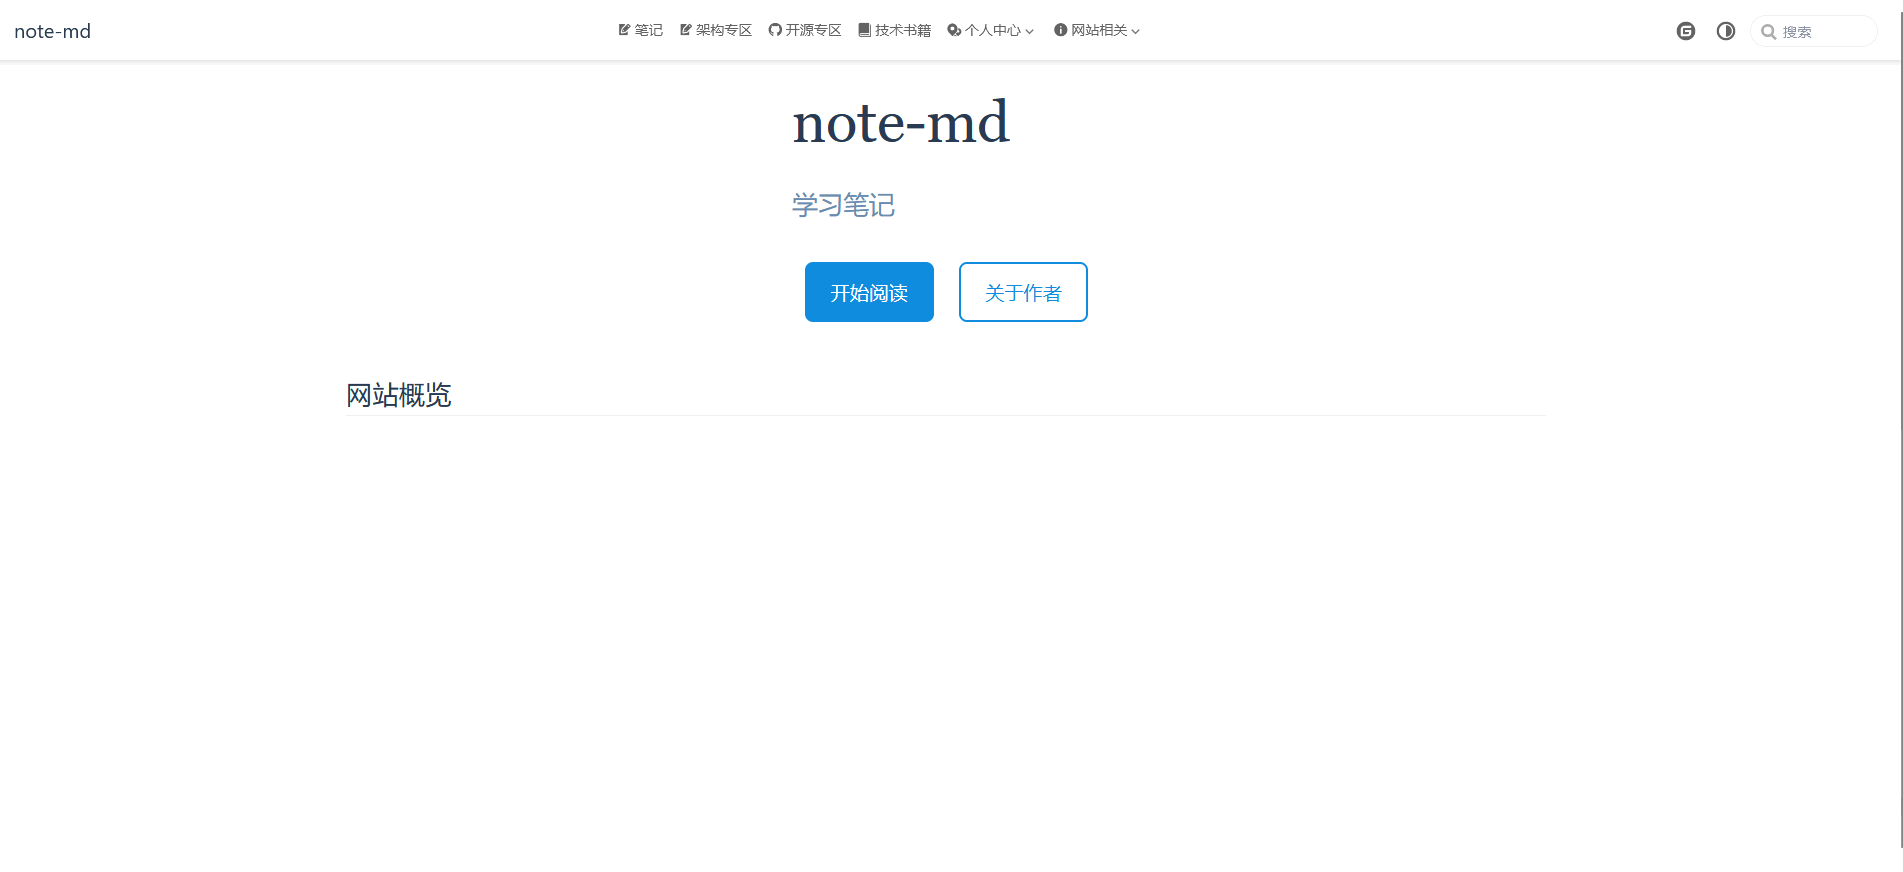 note-md 笔记 架构专区 开源专区 技术书籍 个人中心 网站相关 搜索
note-md
学习笔记
开始阅读 关于作者
网站概览